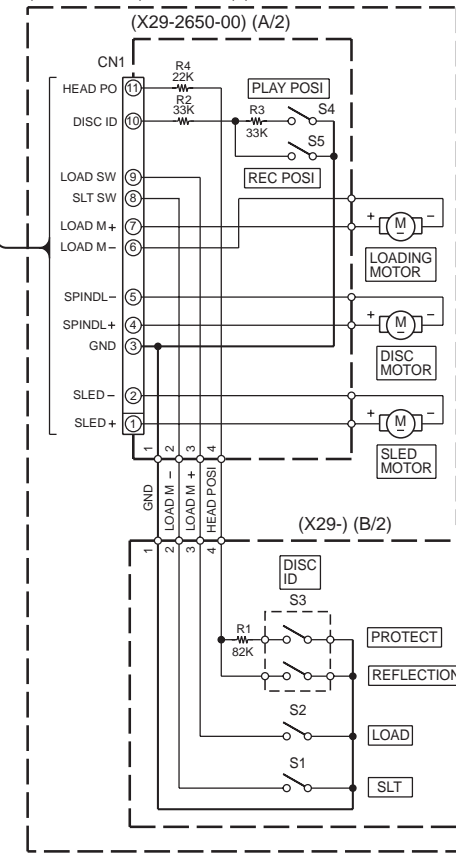 (X29-2650-00) (A/2)
CN1
R4
22K
HEAD PO 11
PLAY POSI
R2
33K
R3
33K
S4
DISC ID 10
S5
REC POSI
LOAD SW 9
SLT SW 8
LOAD M+ 7
LOAD M− 6
+ M −
LOADING
MOTOR
SPINDL− 5
SPINDL+ 4
+ M −
GND 3
DISC
MOTOR
SLED − 2
SLED + 1
+ M −
SLED
MOTOR
1 2 3 4
GND
LOAD M −
LOAD M +
HEAD POSI
1 2 3 4
(X29-) (B/2)
DISC
ID
S3
R1
82K
PROTECT
REFLECTION
S2
LOAD
S1
SLT